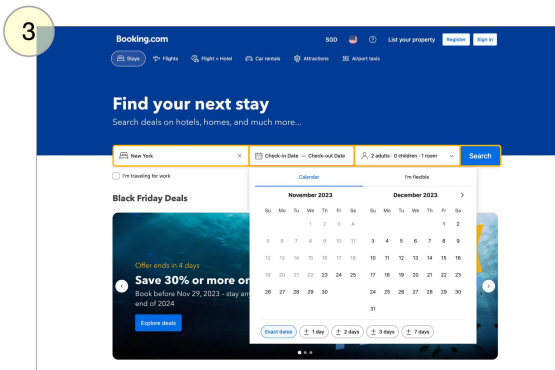 3
Booking.com
SGD
List your property
Register
Sign in
Stays
Flights
Flight + Hotel
Car rentals
Attractions
Airport taxis
Find your next stay
Search deals on hotels, homes, and much more...
New York
Check-in Date — Check-out Date
2 adults · 0 children · 1 room
Search
I'm traveling for work
Calendar
I'm flexible
Black Friday Deals
November 2023
Su Mo Tu We Th Fr Sa
1 2 3 4
5 6 7 8 9 10 11
12 13 14 15 16 17 18
19 20 21 22 23 24 25
26 27 28 29 30
December 2023
Su Mo Tu We Th Fr Sa
1 2
3 4 5 6 7 8 9
10 11 12 13 14 15 16
17 18 19 20 21 22 23
24 25 26 27 28 29 30
31
Exact dates
± 1 day
± 2 days
± 3 days
± 7 days
Offer ends in 4 days
Save 30% or more on
Book before Nov 29, 2023 - stay any
end of 2024
Explore deals